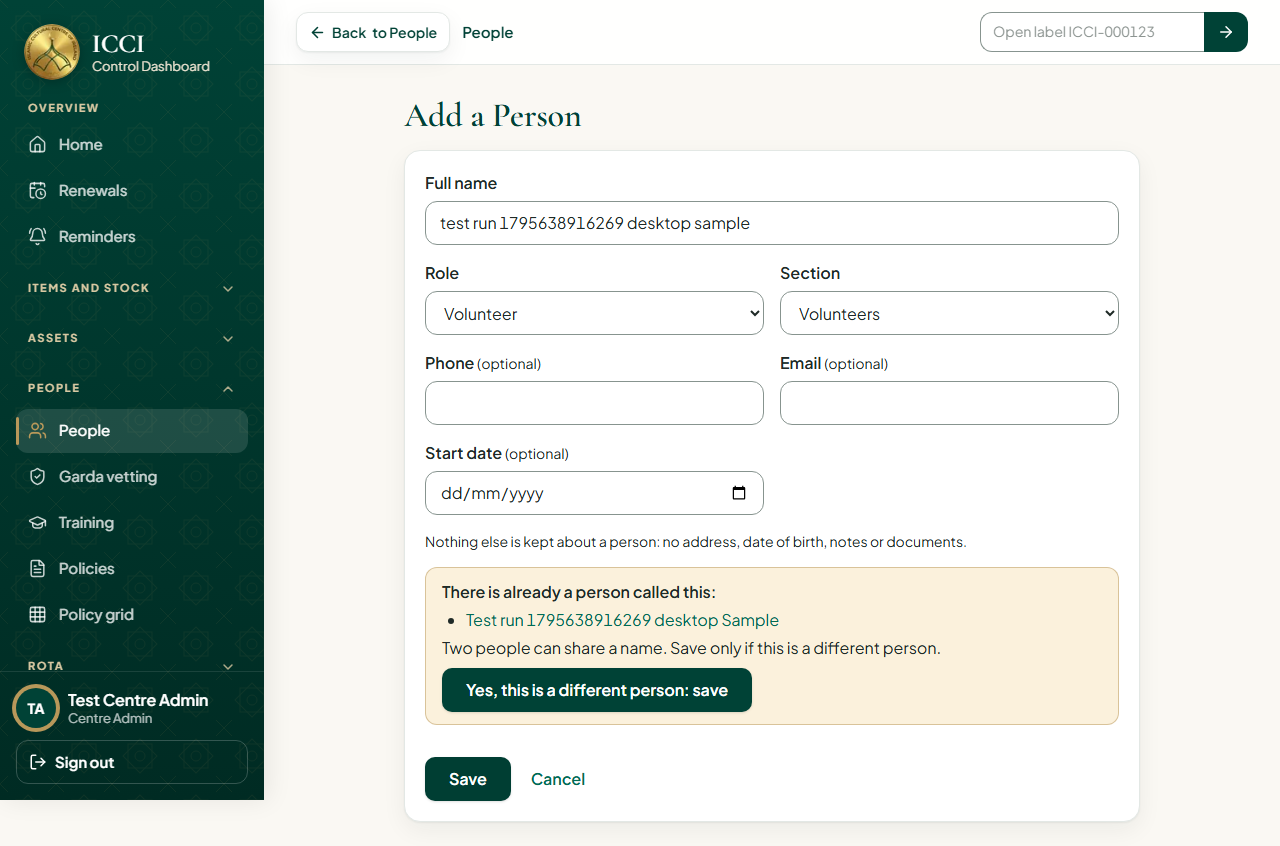 ICCI
Control Dashboard
OVERVIEW
Home
Renewals
Reminders
ITEMS AND STOCK
ASSETS
PEOPLE
People
Garda vetting
Training
Policies
Policy grid
ROTA
TA
Test Centre Admin
Centre Admin
Sign out
Back to People
People
Open label ICCI-000123
Add a Person
Full name
test run 1795638916269 desktop sample
Role
Section
Volunteer
Volunteers
Phone (optional)
Email (optional)
Start date (optional)
dd/mm/yyyy
Nothing else is kept about a person: no address, date of birth, notes or documents.
There is already a person called this:
Test run 1795638916269 desktop Sample
Two people can share a name. Save only if this is a different person.
Yes, this is a different person: save
Save
Cancel